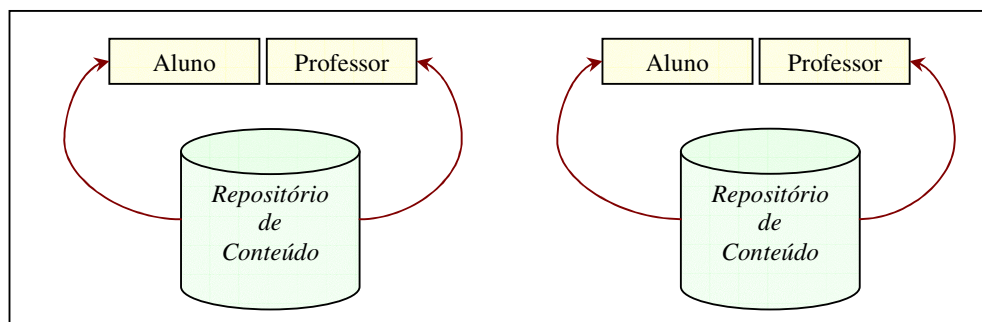 Aluno Professor
Repositório
de
Conteúdo
Aluno Professor
Repositório
de
Conteúdo